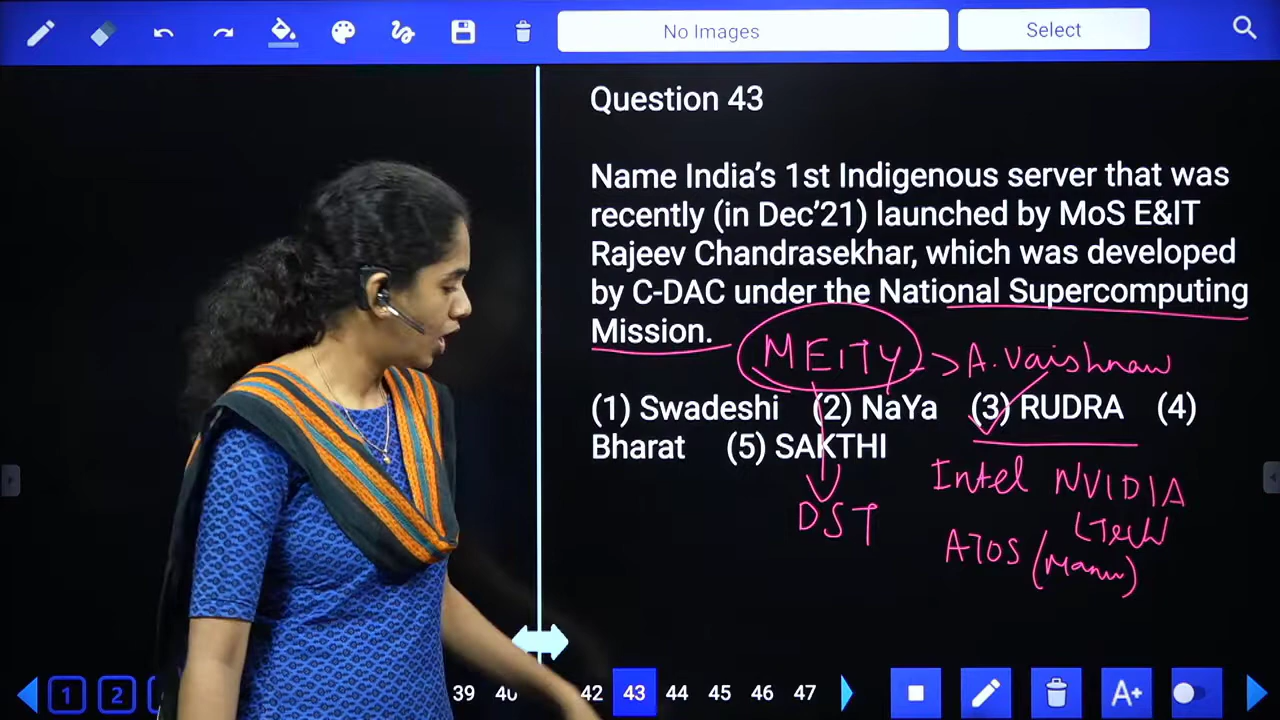 No Images
Select
Question 43
Name India's 1st Indigenous server that was
recently (in Dec'21) launched by MoS E&IT
Rajeev Chandrasekhar, which was developed
by C-DAC under the National Supercomputing
Mission.
MEITY -> A. Vaishnaw
(1) Swadeshi (2) NaYa (3) RUDRA (4)
Bharat (5) SAKTHI
Intel NVIDIA
DST
(Tech
ATOS (Manu)
1 2 39 40 42 43 44 45 46 47
A+